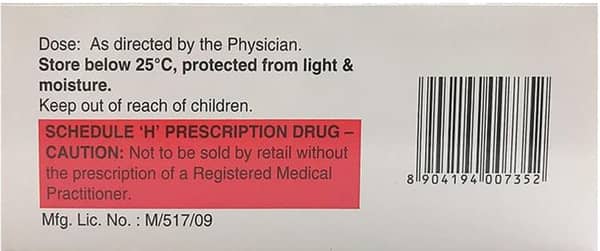 Dose: As directed by the Physician.
Store below 25°C, protected from light &
moisture.
Keep out of reach of children.
SCHEDULE ‘H’ PRESCRIPTION DRUG –
CAUTION: Not to be sold by retail without
the prescription of a Registered Medical
Practitioner.
Mfg. Lic. No. : M/517/09
8 904194 007352